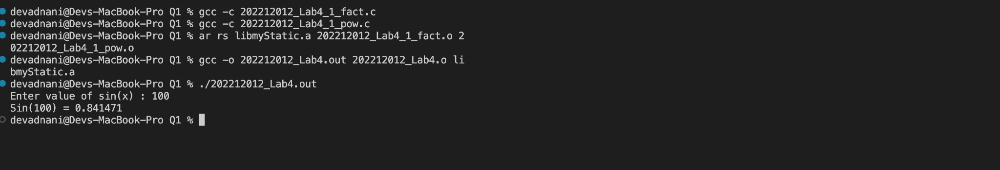 devadnani@Devs-MacBook-Pro Q1 % gcc -c 202212012_Lab4_1_fact.c
devadnani@Devs-MacBook-Pro Q1 % gcc -c 202212012_Lab4_1_pow.c
devadnani@Devs-MacBook-Pro Q1 % ar rs libmyStatic.a 202212012_Lab4_1_fact.o 2
02212012_Lab4_1_pow.o
devadnani@Devs-MacBook-Pro Q1 % gcc -o 202212012_Lab4.out 202212012_Lab4.o li
bmyStatic.a
devadnani@Devs-MacBook-Pro Q1 % ./202212012_Lab4.out
Enter value of sin(x) : 100
Sin(100) = 0.841471
devadnani@Devs-MacBook-Pro Q1 %